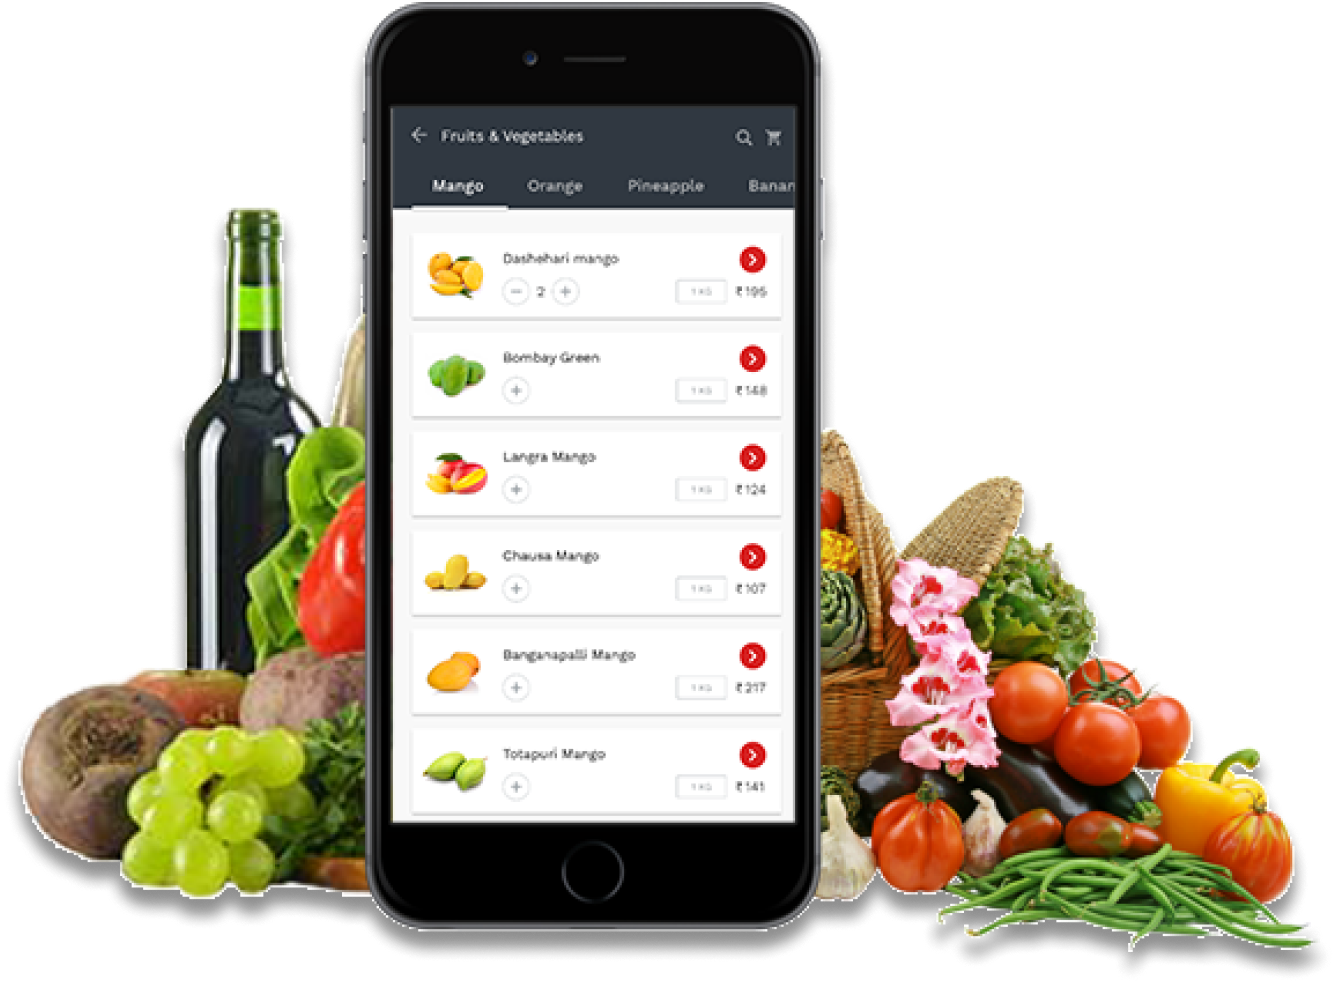 Fruits & Vegetables
Mango Orange Pineapple Banan
Dashehari mango
2 1 KG ₹195
Bombay Green
1 KG ₹148
Langra Mango
1 KG ₹124
Chausa Mango
1 KG ₹107
Banganapalli Mango
1 KG ₹217
Totapuri Mango
1 KG ₹141